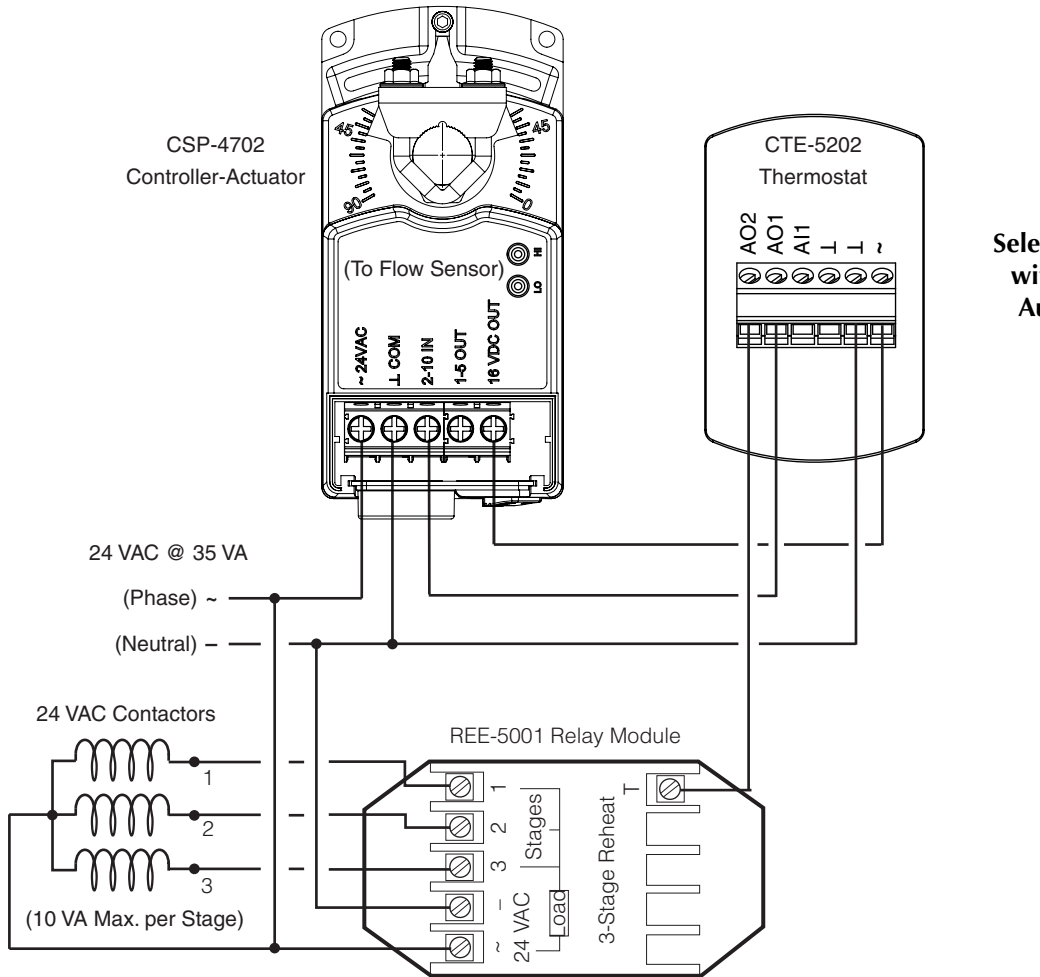 CSP-4702
Controller-Actuator
45
45
90
0
(To Flow Sensor)
HI
LO
~ 24VAC
⊥ COM
2-10 IN
1-5 OUT
16 VDC OUT
CTE-5202
Thermostat
AO2
AO1
AI1
⊥
⊥
~
Sele
wi
Au
24 VAC @ 35 VA
(Phase) ~
(Neutral) –
24 VAC Contactors
1
2
3
(10 VA Max. per Stage)
REE-5001 Relay Module
1
2
3
–
~
Stages
24 VAC
Load
3-Stage Reheat
T